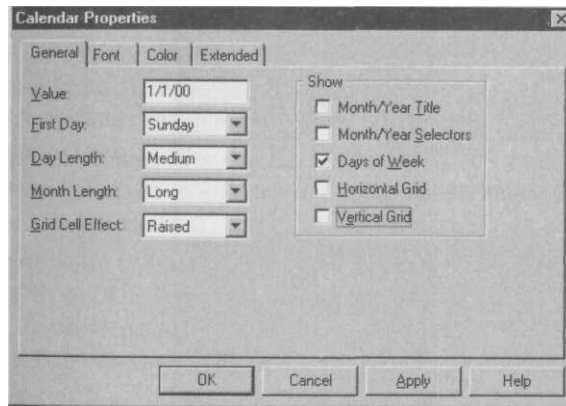 Calendar Properties
General Font Color Extended
Value: 1/1/00
First Day: Sunday
Day Length: Medium
Month Length: Long
Grid Cell Effect: Raised
Show
Month/Year Title
Month/Year Selectors
Days of Week
Horizontal Grid
Vertical Grid
OK Cancel Apply Help